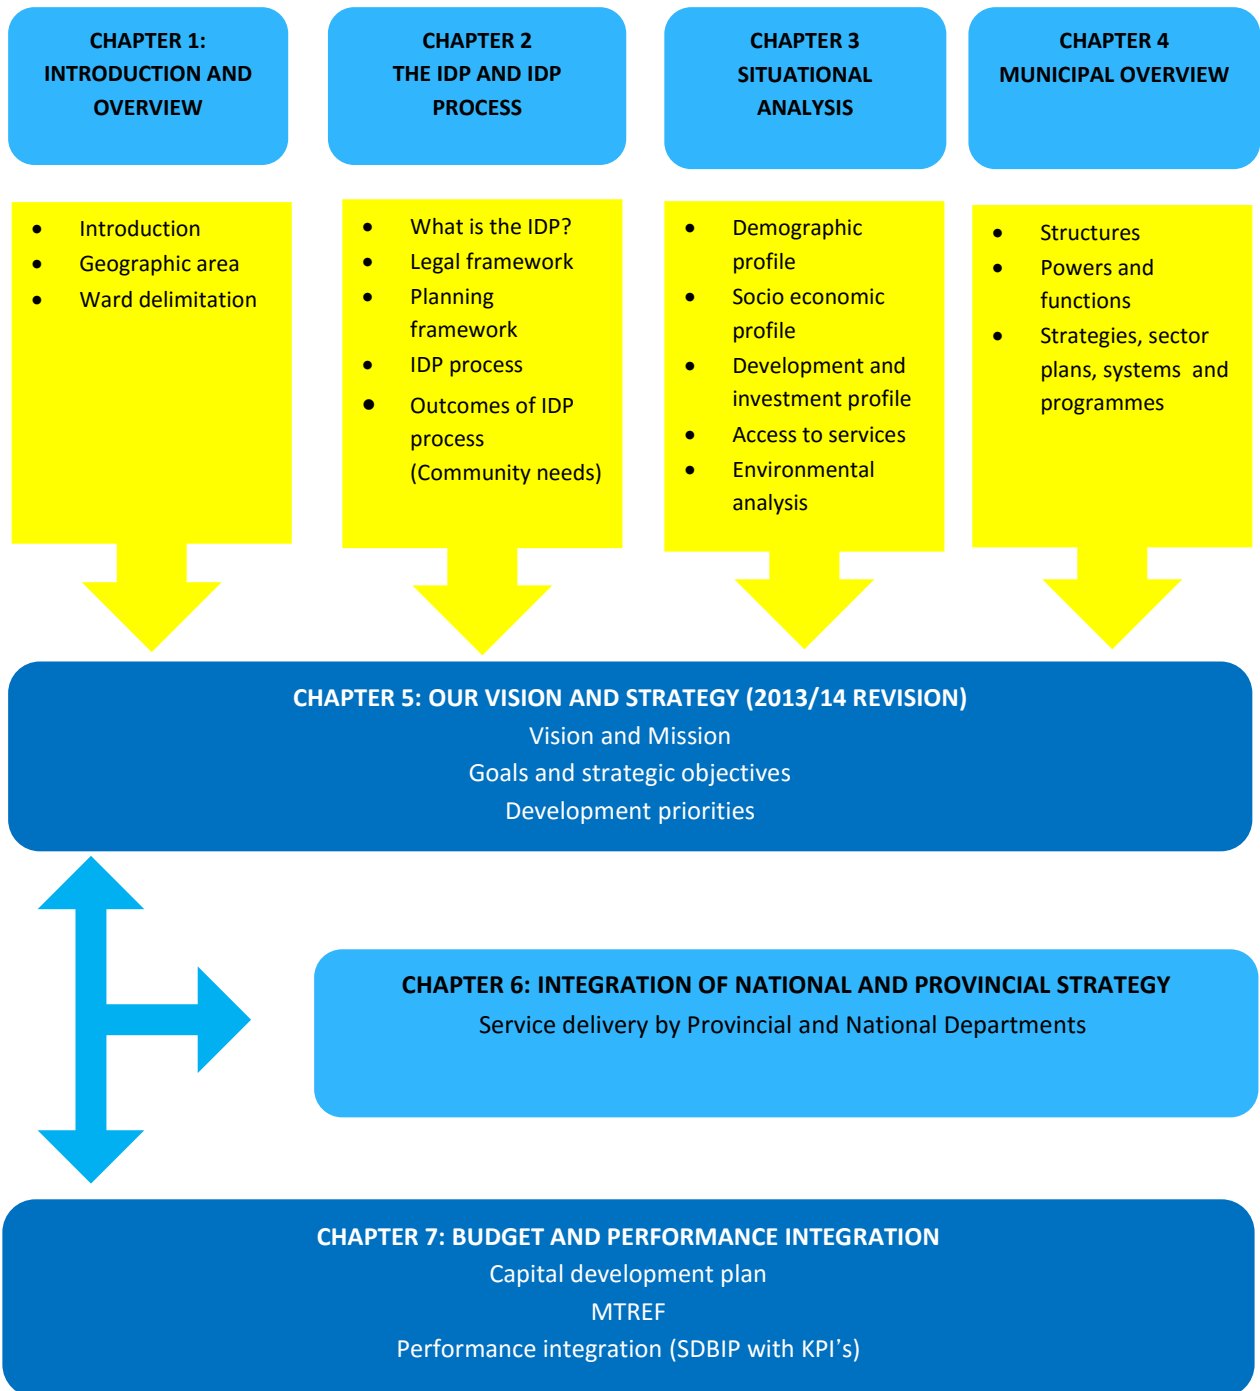 CHAPTER 1:
INTRODUCTION AND
OVERVIEW
CHAPTER 2
THE IDP AND IDP
PROCESS
CHAPTER 3
SITUATIONAL
ANALYSIS
CHAPTER 4
MUNICIPAL OVERVIEW
• Introduction
• Geographic area
• Ward delimitation
• What is the IDP?
• Legal framework
• Planning
framework
• IDP process
• Outcomes of IDP
process
(Community needs)
• Demographic
profile
• Socio economic
profile
• Development and
investment profile
• Access to services
• Environmental
analysis
• Structures
• Powers and
functions
• Strategies, sector
plans, systems and
programmes
CHAPTER 5: OUR VISION AND STRATEGY (2013/14 REVISION)
Vision and Mission
Goals and strategic objectives
Development priorities
CHAPTER 6: INTEGRATION OF NATIONAL AND PROVINCIAL STRATEGY
Service delivery by Provincial and National Departments
CHAPTER 7: BUDGET AND PERFORMANCE INTEGRATION
Capital development plan
MTREF
Performance integration (SDBIP with KPI's)